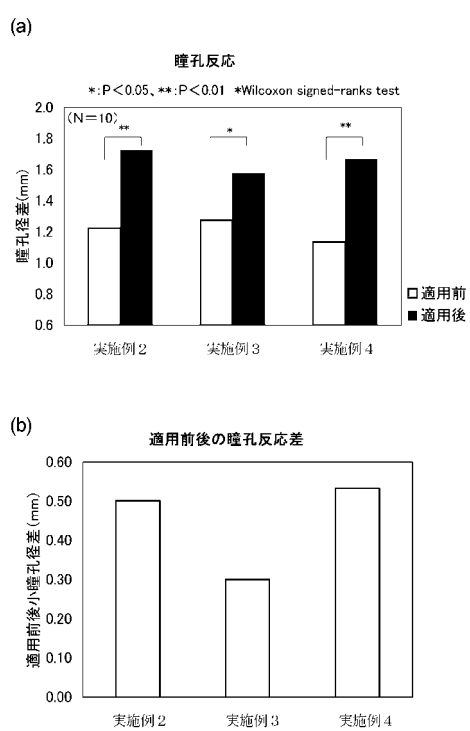 (a)
瞳孔反応
*:P<0.05、**:P<0.01 *Wilcoxon signed-ranks test
(N=10)
** * **
瞳孔径差(mm)
2.0
1.8
1.6
1.4
1.2
1.0
0.8
0.6
実施例2 実施例3 実施例4
適用前
適用後
(b)
適用前後の瞳孔反応差
適用前後小瞳孔径差(mm)
0.60
0.50
0.40
0.30
0.20
0.10
0.00
実施例2 実施例3 実施例4